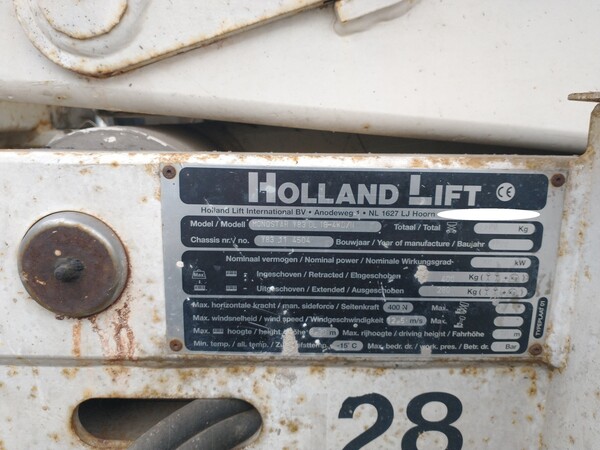 HOLLAND LIFT CE
Holland Lift International BV • Anodeweg 1 • NL 1627 LJ Hoorn
Model / Modell Totaal / Total Kg
Chassis nr./ no. 783 Bouwjaar / Year of manufacture / Baujahr
Nominaal vermogen / Nominal power / Nominale Wirkungsgrad kW
Ingeschoven / Retracted / Eingeschoben Kg
Uitgeschoven / Extended / Ausgeschoben Kg
Max. horizontale kracht / man. sideforce / Seitenkraft 400 N Max.
Max. windsnelheid / wind speed / Windgeschwindigkeit m/s Max.
Max. hoogte / height m Max. rijhoogte / driving height / Fahrhöhe m
Min. temp. / all. temp. -15°C Max. bedr. dr. / work. pres. / Betr. dr. Bar
TYPEPLAAT 01
28